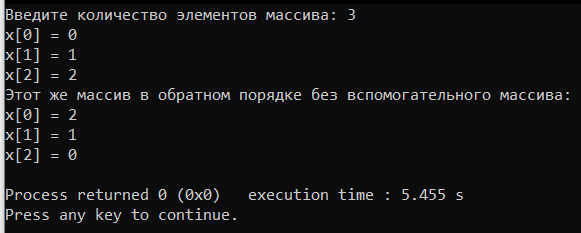 Введите количество элементов массива: 3
x[0] = 0
x[1] = 1
x[2] = 2
Этот же массив в обратном порядке без вспомогательного массива:
x[0] = 2
x[1] = 1
x[2] = 0
Process returned 0 (0x0)   execution time : 5.455 s
Press any key to continue.